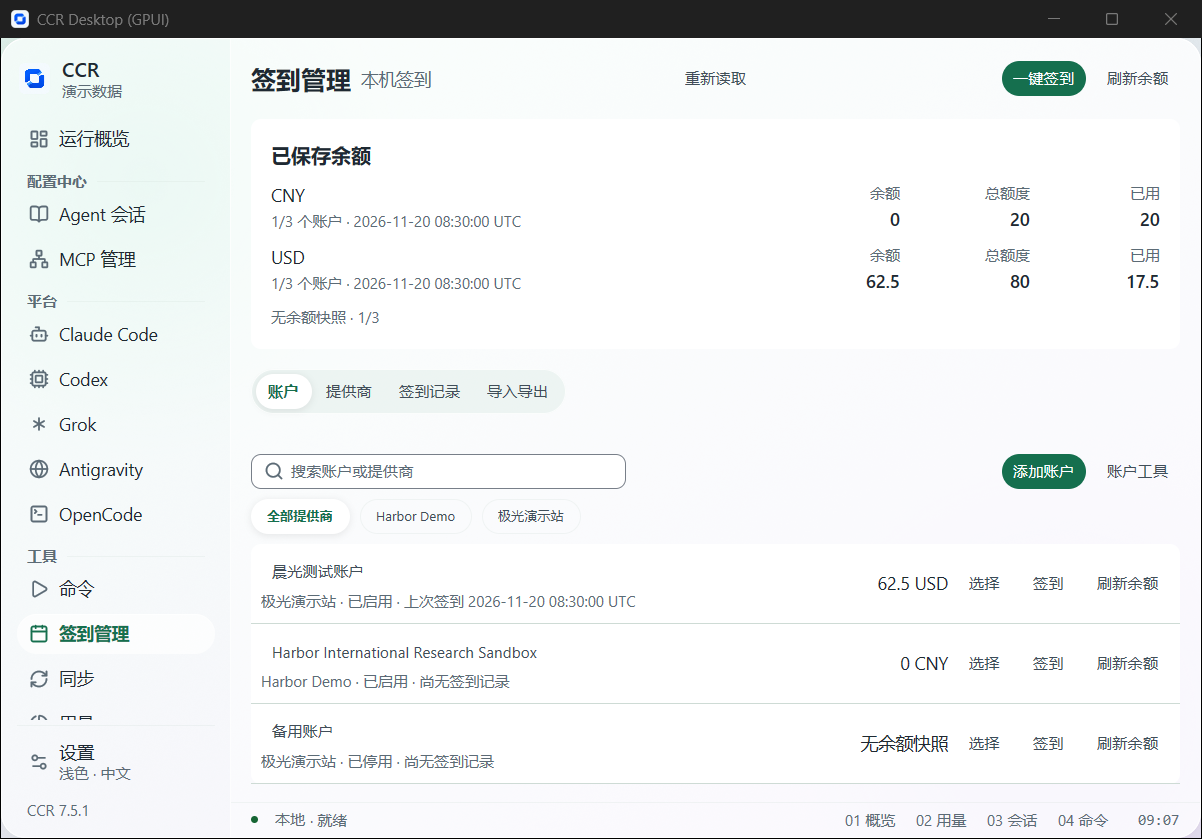 CCR Desktop (GPUI)
CCR
演示数据
运行概览
配置中心
Agent 会话
MCP 管理
平台
Claude Code
Codex
Grok
Antigravity
OpenCode
工具
命令
签到管理
同步
设置
浅色 · 中文
CCR 7.5.1
签到管理 本机签到 重新读取 一键签到 刷新余额
已保存余额
CNY 余额 总额度 已用
1/3 个账户 · 2026-11-20 08:30:00 UTC 0 20 20
USD 余额 总额度 已用
1/3 个账户 · 2026-11-20 08:30:00 UTC 62.5 80 17.5
无余额快照 · 1/3
账户 提供商 签到记录 导入导出
搜索账户或提供商 添加账户 账户工具
全部提供商 Harbor Demo 极光演示站
晨光测试账户
极光演示站 · 已启用 · 上次签到 2026-11-20 08:30:00 UTC
62.5 USD 选择 签到 刷新余额
Harbor International Research Sandbox
Harbor Demo · 已启用 · 尚无签到记录
0 CNY 选择 签到 刷新余额
备用账户
极光演示站 · 已停用 · 尚无签到记录
无余额快照 选择 签到 刷新余额
本地 · 就绪 01 概览 02 用量 03 会话 04 命令 09:07